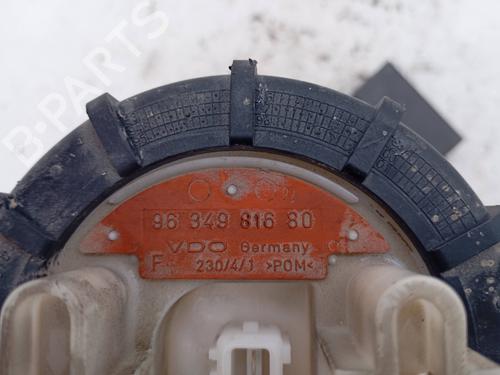 96 349 816 80
VDO Germany
F 230/4/1 >POM<
B-PARTS